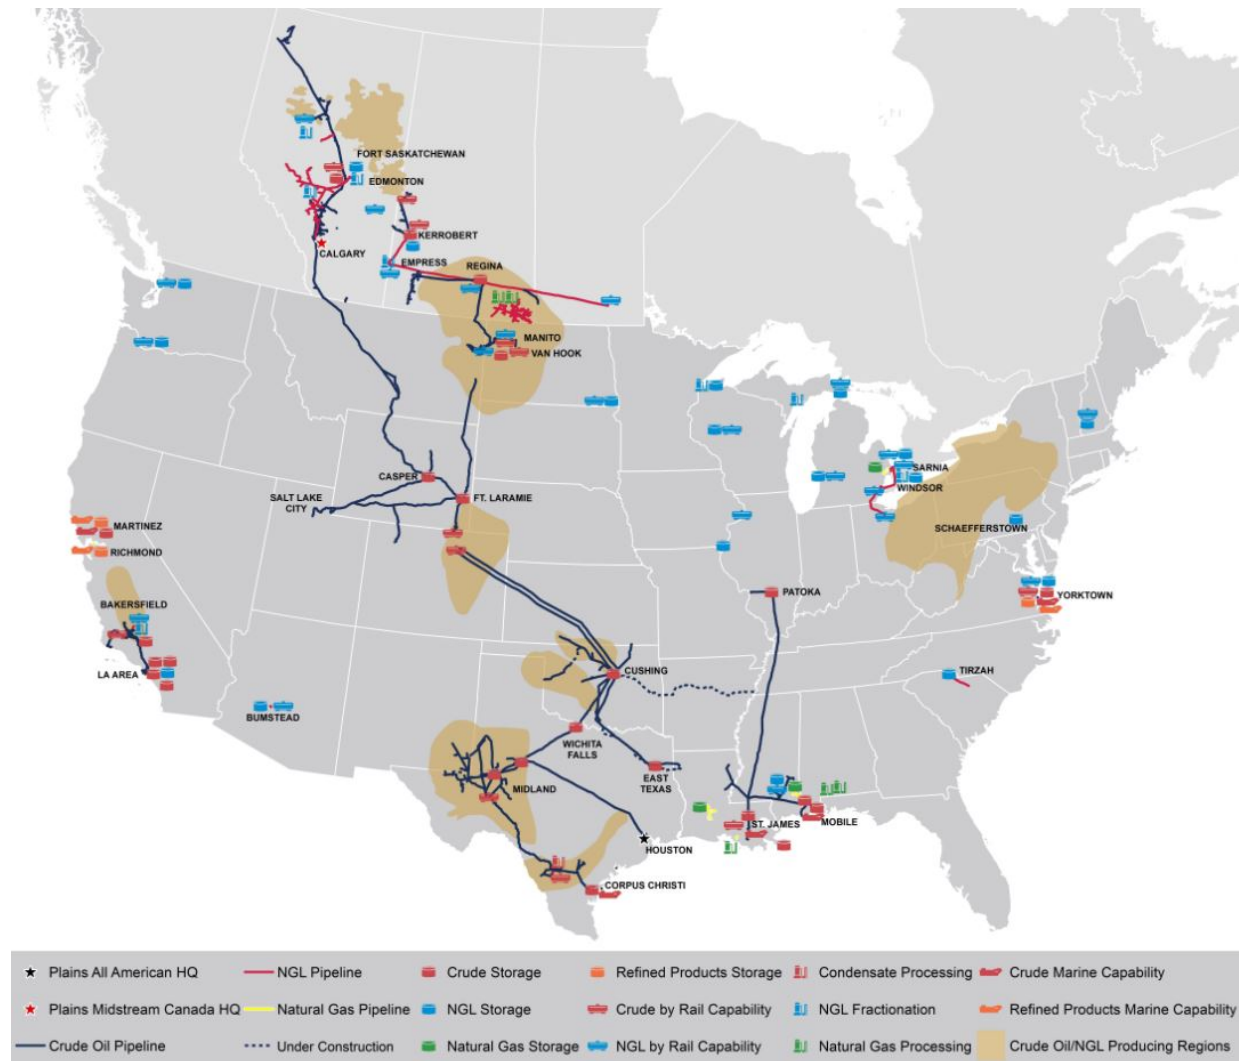 FORT SASKATCHEWAN
EDMONTON
KERROBERT
CALGARY
EMPRESS
REGINA
MANITO
VAN HOOK
CASPER
SALT LAKE
CITY
FT. LARAMIE
SARNIA
WINDSOR
SCHAEFFERSTOWN
MARTINEZ
RICHMOND
PATOKA
YORKTOWN
BAKERSFIELD
LA AREA
CUSHING
TIRZAH
BUMSTEAD
WICHITA
FALLS
EAST
TEXAS
MIDLAND
ST. JAMES
MOBILE
HOUSTON
CORPUS CHRISTI
Plains All American HQ
NGL Pipeline
Crude Storage
Refined Products Storage
Condensate Processing
Crude Marine Capability
Plains Midstream Canada HQ
Natural Gas Pipeline
NGL Storage
Crude by Rail Capability
NGL Fractionation
Refined Products Marine Capability
Crude Oil Pipeline
Under Construction
Natural Gas Storage
NGL by Rail Capability
Natural Gas Processing
Crude Oil/NGL Producing Regions